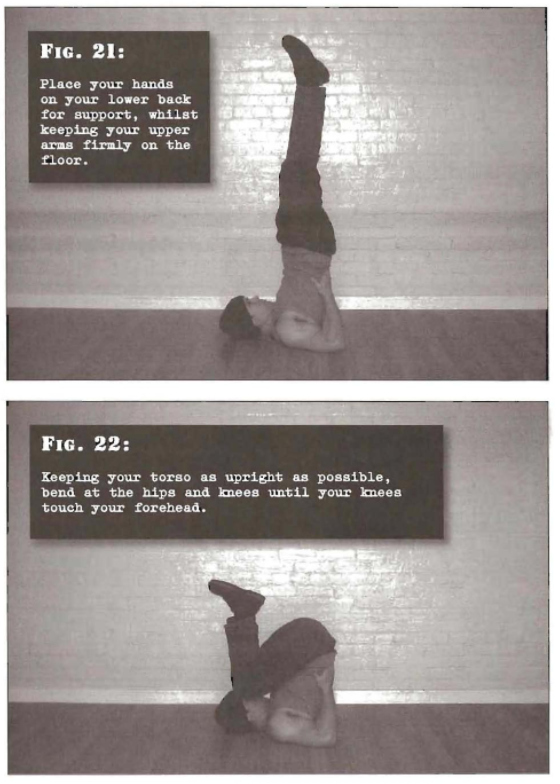 Fig. 21:
Place your hands
on your lower back
for support, whilst
keeping your upper
arms firmly on the
floor.
Fig. 22:
Keeping your torso as upright as possible,
bend at the hips and knees until your knees
touch your forehead.